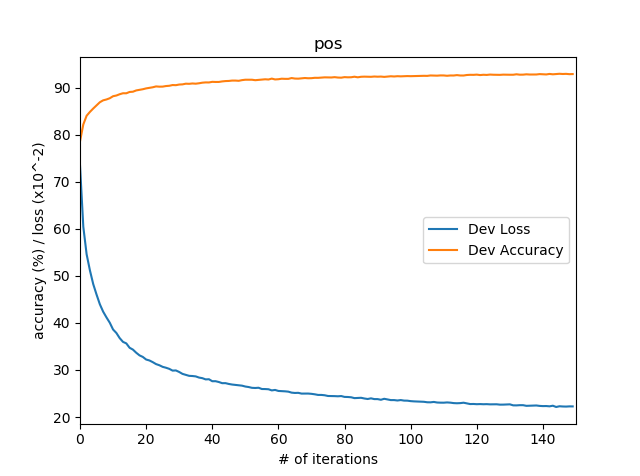 pos
accuracy (%) / loss (x10^-2)
90
80
70
60
50
40
30
20
Dev Loss
Dev Accuracy
0 20 40 60 80 100 120 140
# of iterations